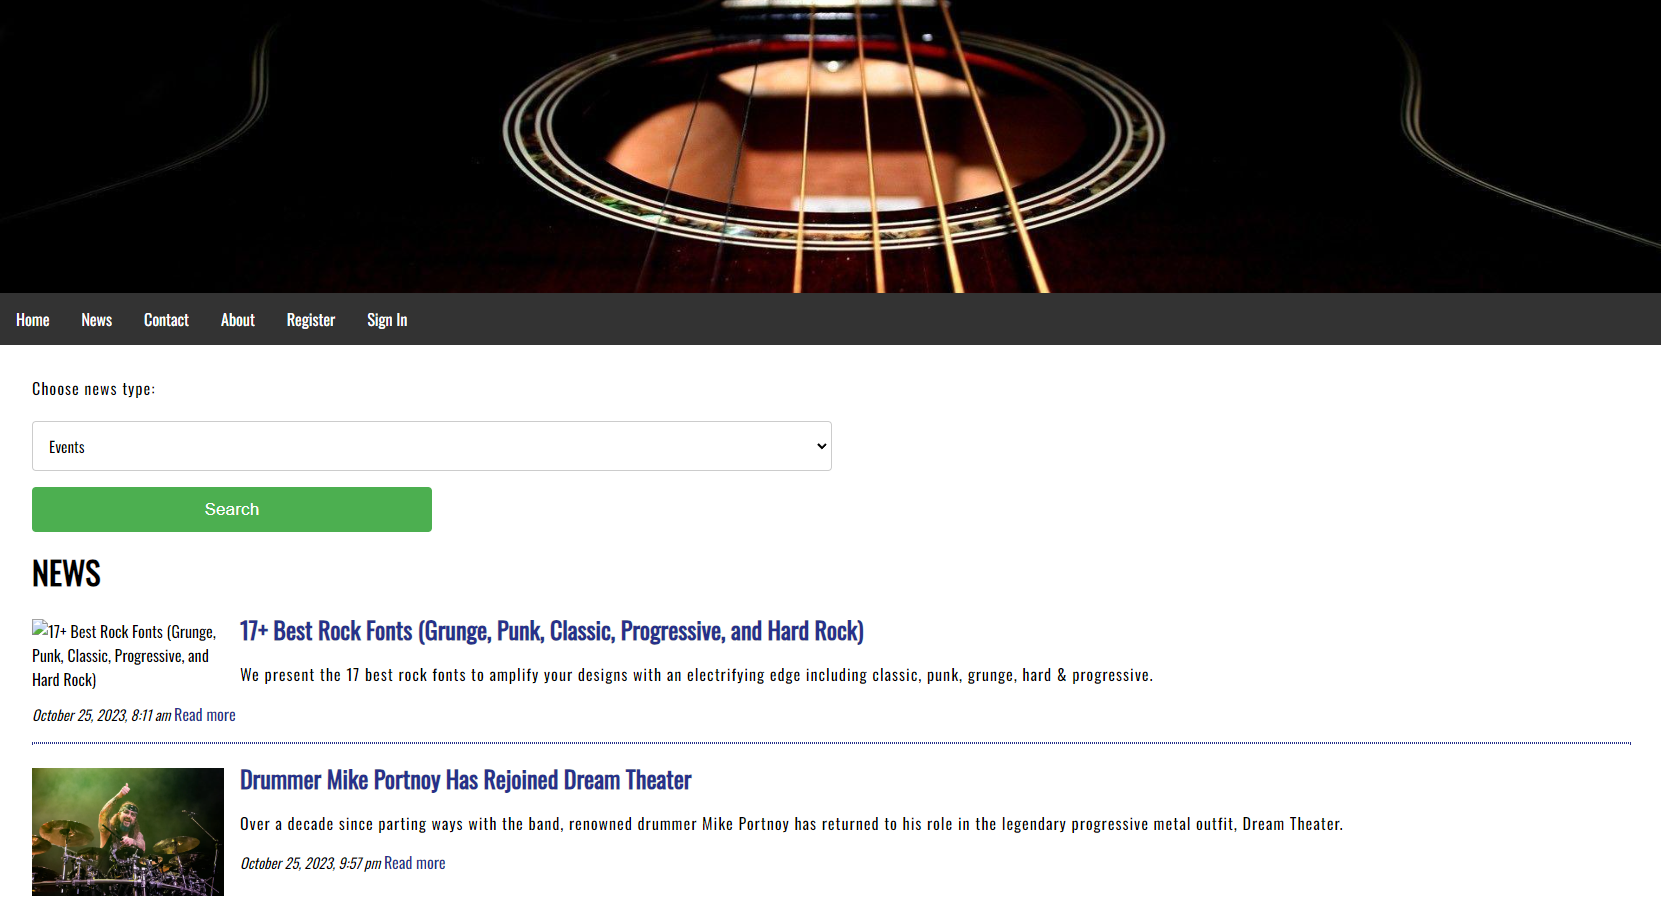 Home News Contact About Register Sign In
Choose news type:
Events
Search
NEWS
17+ Best Rock Fonts (Grunge,
Punk, Classic, Progressive, and
Hard Rock)
17+ Best Rock Fonts (Grunge, Punk, Classic, Progressive, and Hard Rock)
We present the 17 best rock fonts to amplify your designs with an electrifying edge including classic, punk, grunge, hard & progressive.
October 25, 2023, 8:11 am Read more
Drummer Mike Portnoy Has Rejoined Dream Theater
Over a decade since parting ways with the band, renowned drummer Mike Portnoy has returned to his role in the legendary progressive metal outfit, Dream Theater.
October 25, 2023, 9:57 pm Read more